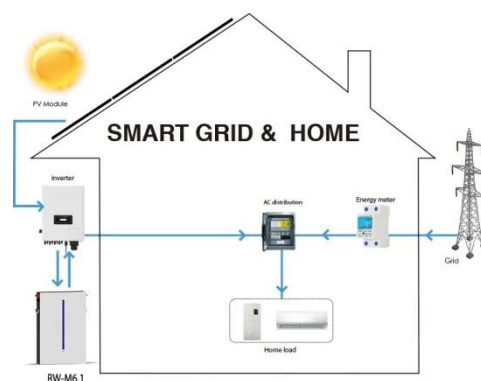 PV Module
SMART GRID & HOME
inverter
AC distribution
Energy meter
Grid
Home load
RW-M6.1